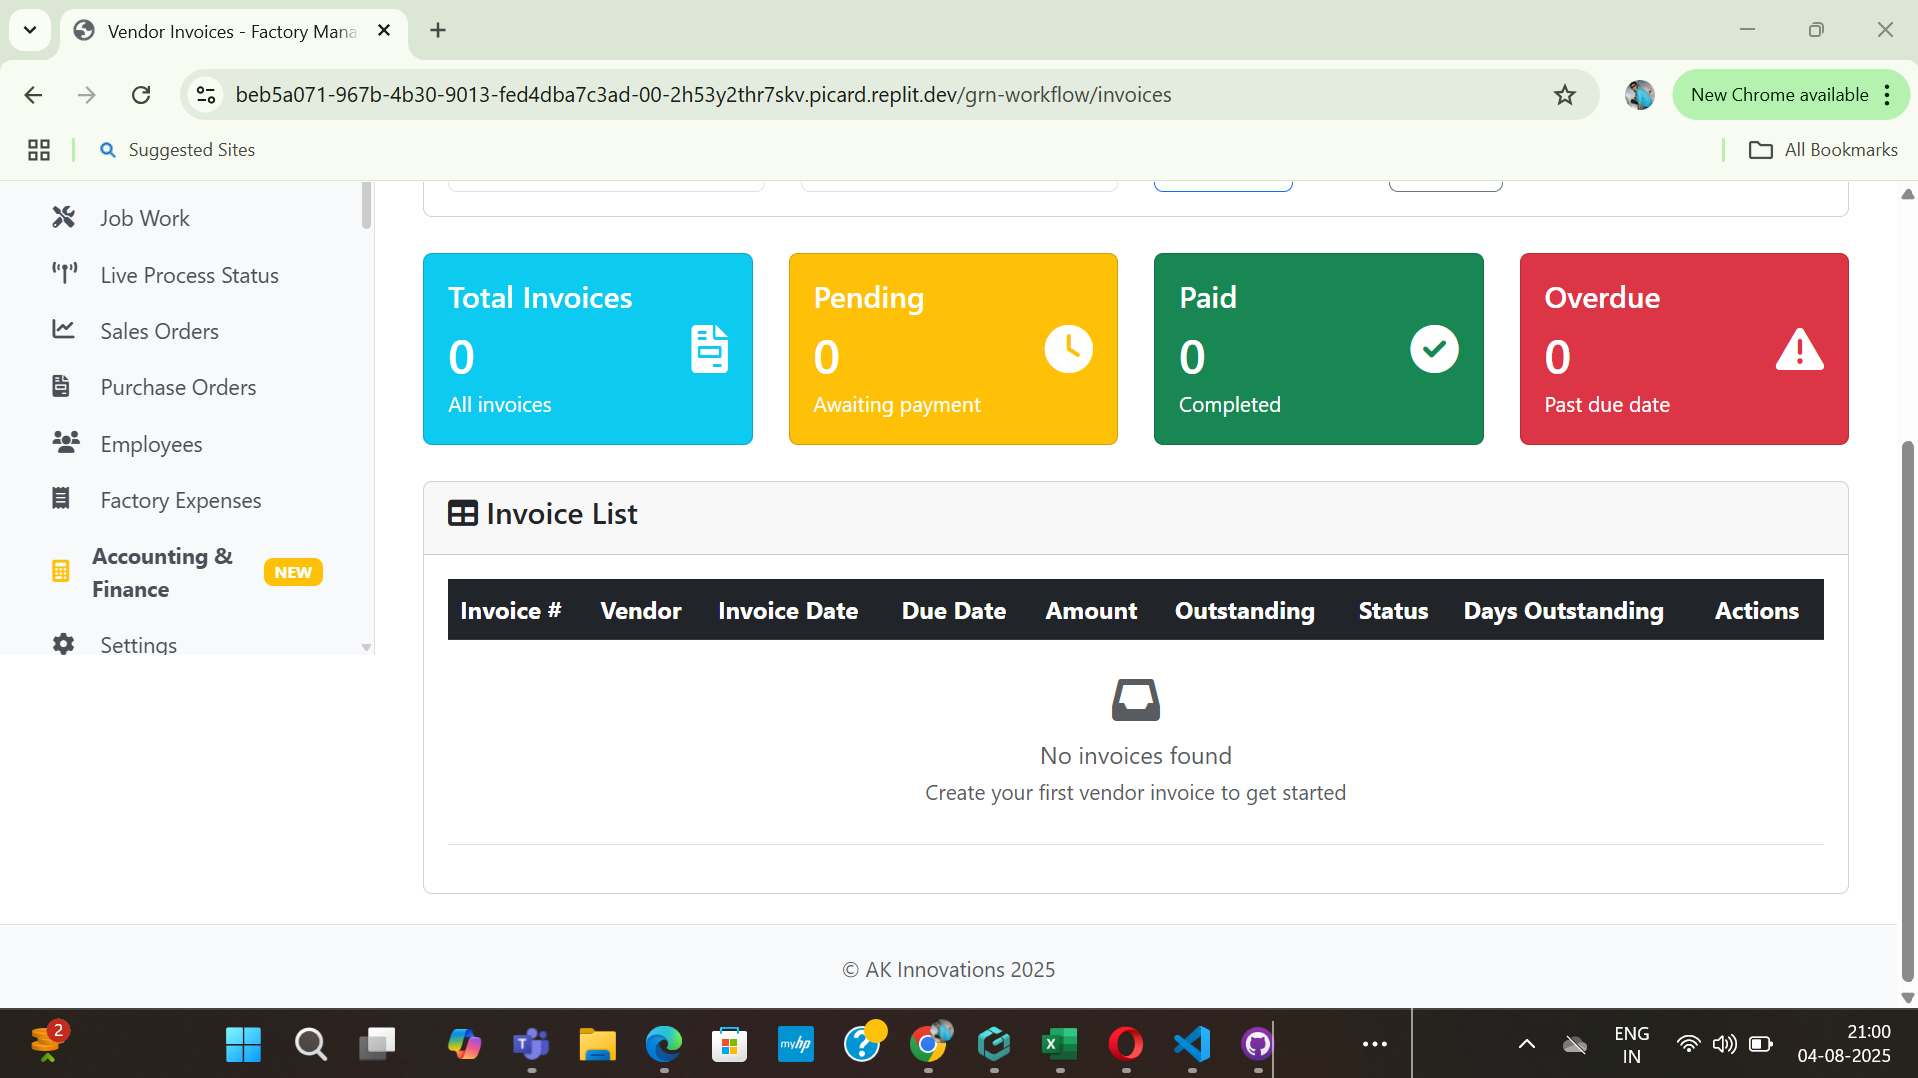 Vendor Invoices - Factory Mana
beb5a071-967b-4b30-9013-fed4dba7c3ad-00-2h53y2thr7skv.picard.replit.dev/grn-workflow/invoices
New Chrome available
Suggested Sites
All Bookmarks
Job Work
Live Process Status
Sales Orders
Purchase Orders
Employees
Factory Expenses
Accounting &
Finance
NEW
Settings
Total Invoices
0
All invoices
Pending
0
Awaiting payment
Paid
0
Completed
Overdue
0
Past due date
Invoice List
Invoice # Vendor Invoice Date Due Date Amount Outstanding Status Days Outstanding Actions
No invoices found
Create your first vendor invoice to get started
© AK Innovations 2025
2
myhp
ENG
IN
21:00
04-08-2025